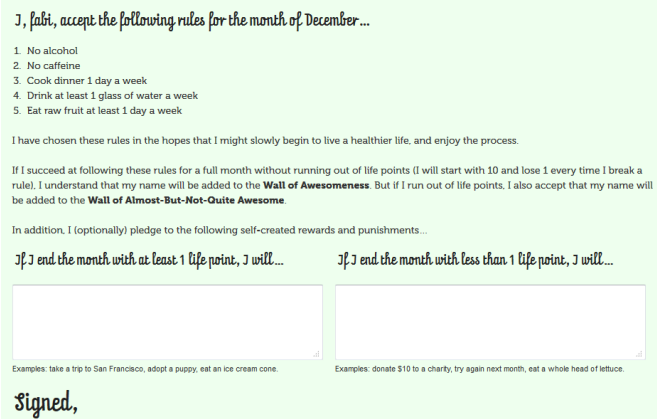 I, fabi, accept the following rules for the month of December...
1. No alcohol
2. No caffeine
3. Cook dinner 1 day a week
4. Drink at least 1 glass of water a week
5. Eat raw fruit at least 1 day a week
I have chosen these rules in the hopes that I might slowly begin to live a healthier life, and enjoy the process.
If I succeed at following these rules for a full month without running out of life points (I will start with 10 and lose 1 every time I break a
rule), I understand that my name will be added to the Wall of Awesomeness. But if I run out of life points, I also accept that my name will
be added to the Wall of Almost-But-Not-Quite Awesome.
In addition, I (optionally) pledge to the following self-created rewards and punishments...
If I end the month with at least 1 life point, I will...
If I end the month with less than 1 life point, I will...
Examples: take a trip to San Francisco, adopt a puppy, eat an ice cream cone.
Examples: donate $10 to a charity, try again next month, eat a whole head of lettuce.
Signed,